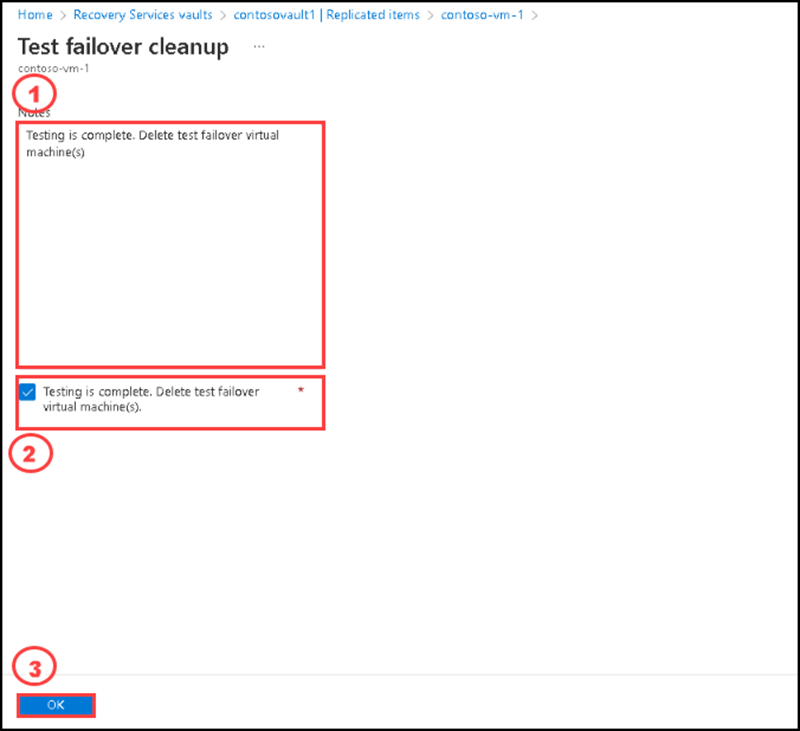 Home > Recovery Services vaults > contosovault1 | Replicated items > contoso-vm-1 >
Test failover cleanup ...
contoso-vm-1
1
Notes
Testing is complete. Delete test failover virtual
machine(s)
Testing is complete. Delete test failover *
virtual machine(s).
2
3
OK